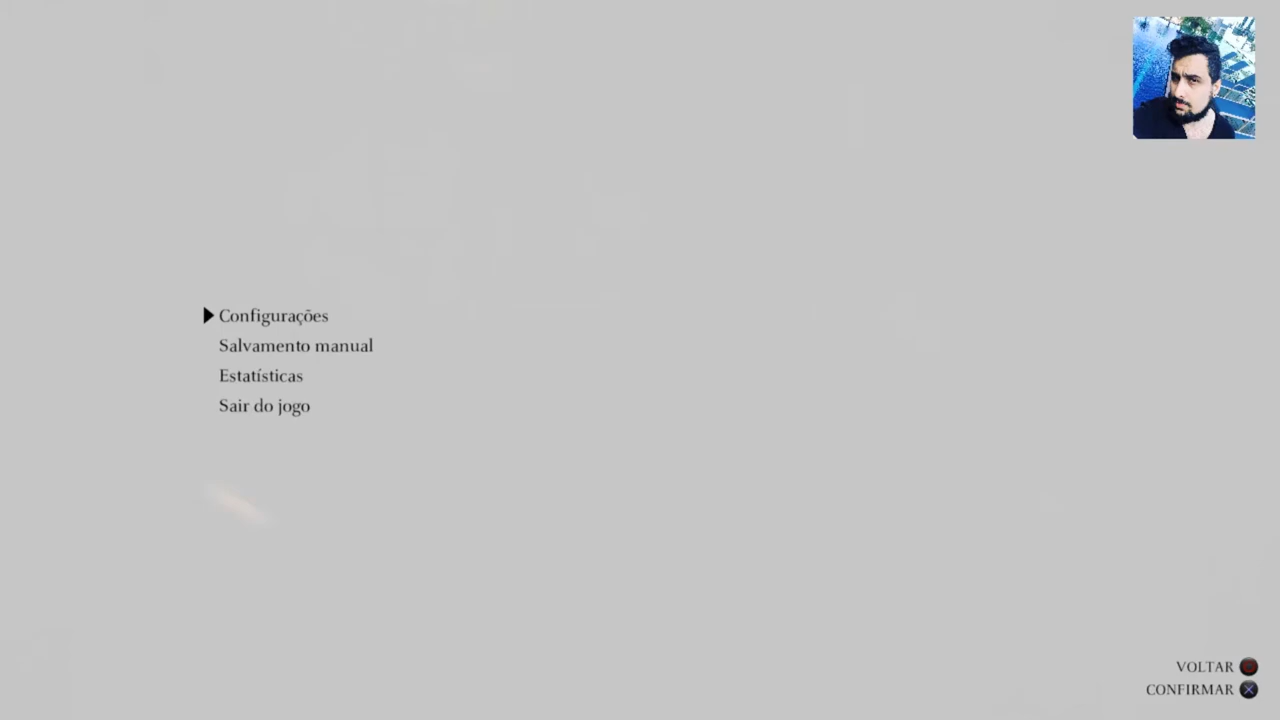 Configurações
Salvamento manual
Estatísticas
Sair do jogo
VOLTAR
CONFIRMAR